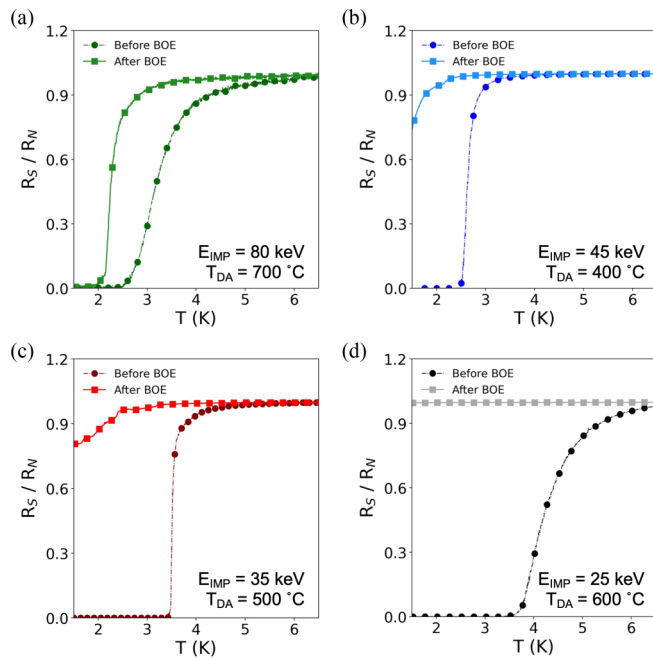 (a)
1.2
0.9
0.6
0.3
0.0
R_S / R_N
Before BOE
After BOE
E_IMP = 80 keV
T_DA = 700 ˚C
2 3 4 5 6
T (K)
(b)
1.2
0.9
0.6
0.3
0.0
R_S / R_N
Before BOE
After BOE
E_IMP = 45 keV
T_DA = 400 ˚C
2 3 4 5 6
T (K)
(c)
1.2
0.9
0.6
0.3
0.0
R_S / R_N
Before BOE
After BOE
E_IMP = 35 keV
T_DA = 500 ˚C
2 3 4 5 6
T (K)
(d)
1.2
0.9
0.6
0.3
0.0
R_S / R_N
Before BOE
After BOE
E_IMP = 25 keV
T_DA = 600 ˚C
2 3 4 5 6
T (K)